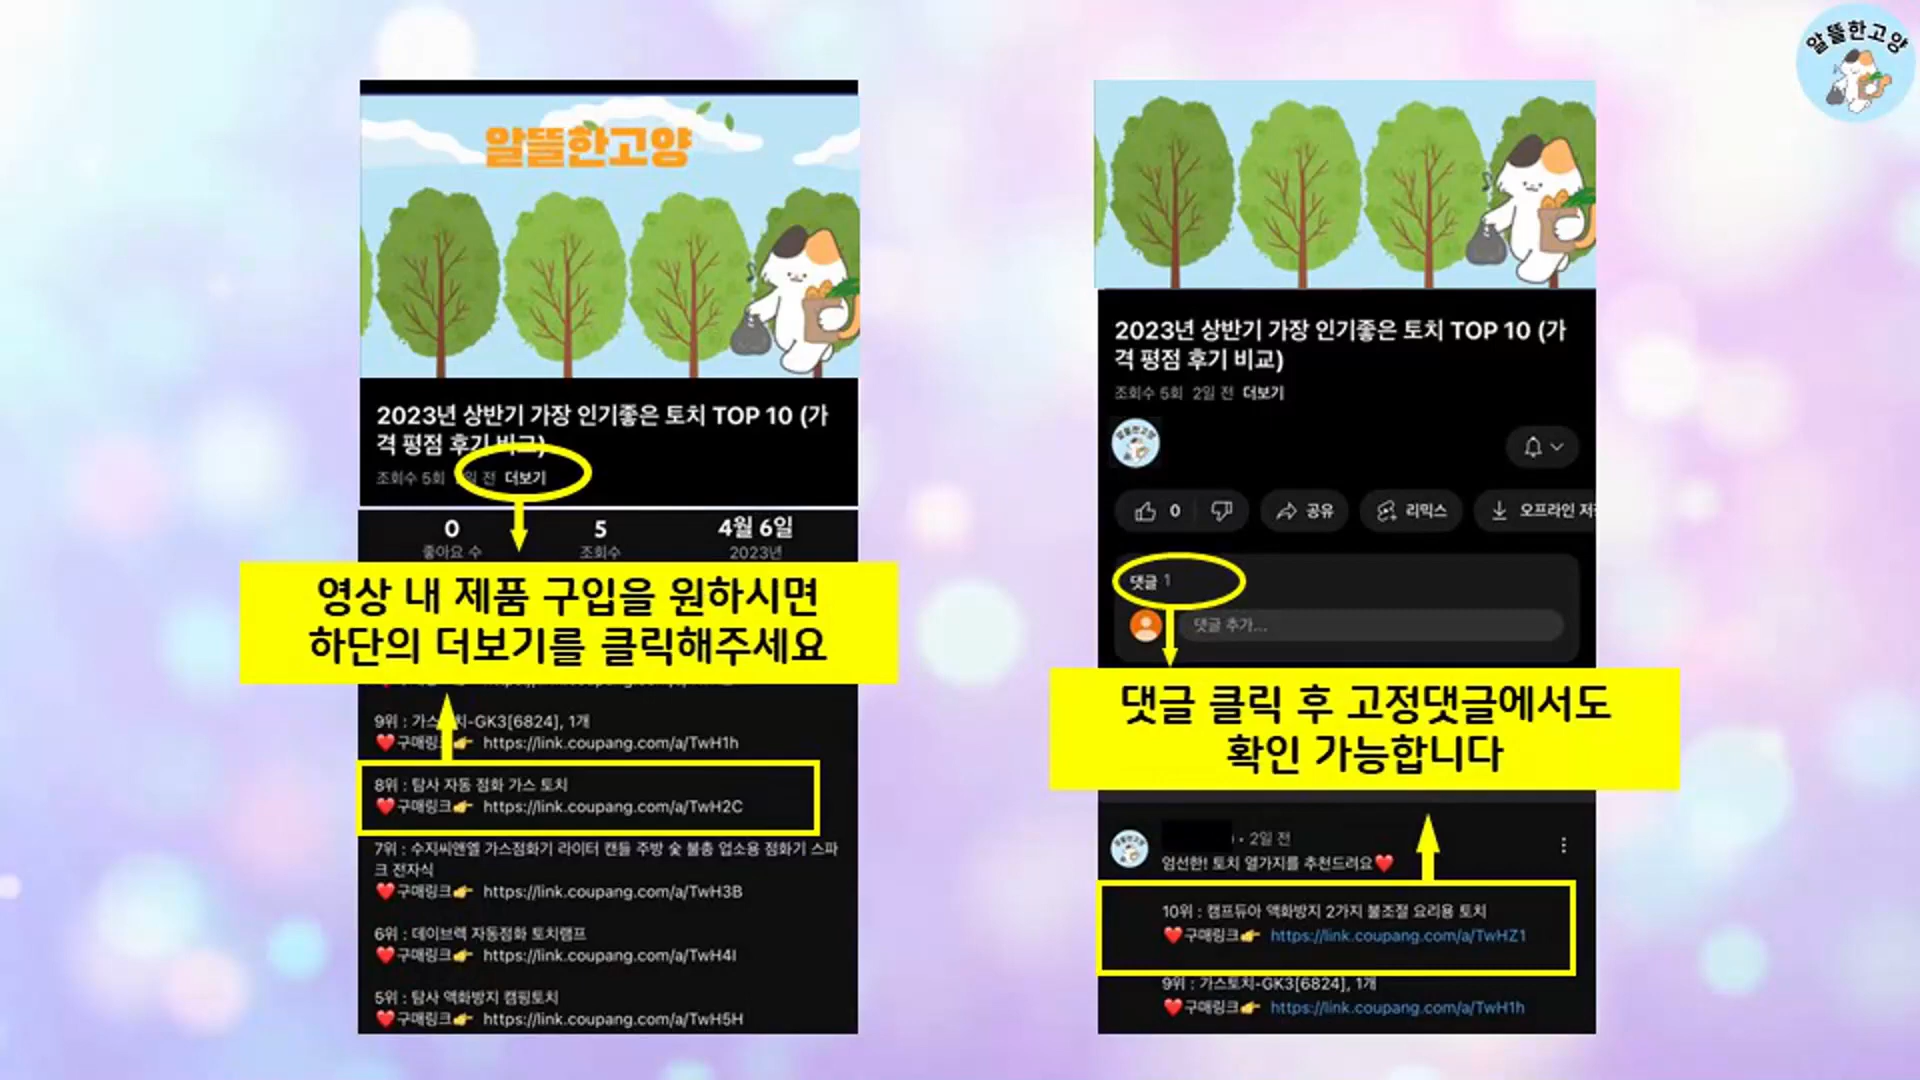 알뜰한고양
알뜰한고양
2023년 상반기 가장 인기좋은 토치 TOP 10 (가
격 평점 후기 비교)
조회수 5회 2일 전 더보기
0 5 4월 6일
좋아요 수 조회수 2023년
영상 내 제품 구입을 원하시면
하단의 더보기를 클릭해주세요
9위 : 가스토치-GK3[6824], 1개
❤️구매링크👉 https://link.coupang.com/a/TwH1h
8위 : 탐사 자동 점화 가스 토치
❤️구매링크👉 https://link.coupang.com/a/TwH2C
7위 : 수지씨앤엘 가스점화기 라이터 캔들 주방 숯 불총 업소용 점화기 스파
크 전자식
❤️구매링크👉 https://link.coupang.com/a/TwH3B
6위 : 데이브렉 자동점화 토치램프
❤️구매링크👉 https://link.coupang.com/a/TwH4I
5위 : 탐사 액화방지 캠핑토치
❤️구매링크👉 https://link.coupang.com/a/TwH5H
2023년 상반기 가장 인기좋은 토치 TOP 10 (가
격 평점 후기 비교)
조회수 5회 2일 전 더보기
알뜰한고양
0 공유 리믹스 오프라인 저
댓글 1
댓글 추가...
댓글 클릭 후 고정댓글에서도
확인 가능합니다
알뜰한고양
• 2일 전
엄선한! 토치 열가지를 추천드려요❤️
10위 : 캠프듀아 액화방지 2가지 불조절 요리용 토치
❤️구매링크👉 https://link.coupang.com/a/TwHZ1
9위 : 가스토치-GK3[6824], 1개
❤️구매링크👉 https://link.coupang.com/a/TwH1h